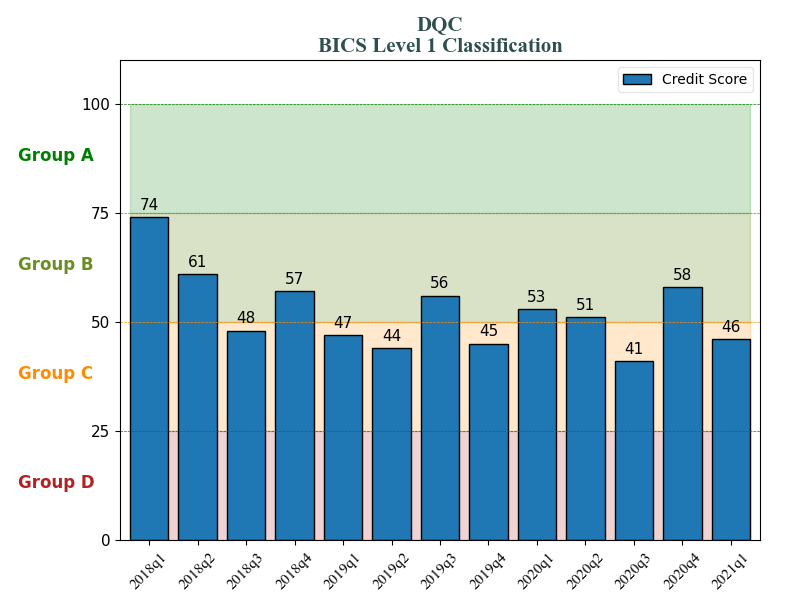 DQC
BICS Level 1 Classification
Credit Score
100
Group A
75
74
Group B
61
57
56
53
51
58
50
48
47
44
45
41
46
Group C
25
Group D
0
2018q1
2018q2
2018q3
2018q4
2019q1
2019q2
2019q3
2019q4
2020q1
2020q2
2020q3
2020q4
2021q1